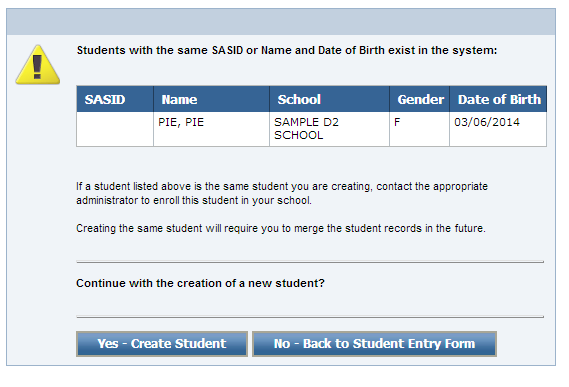 Students with the same SASID or Name and Date of Birth exist in the system:
SASID Name School Gender Date of Birth
PIE, PIE SAMPLE D2 F 03/06/2014
SCHOOL
If a student listed above is the same student you are creating, contact the appropriate
administrator to enroll this student in your school.
Creating the same student will require you to merge the student records in the future.
Continue with the creation of a new student?
Yes - Create Student No - Back to Student Entry Form